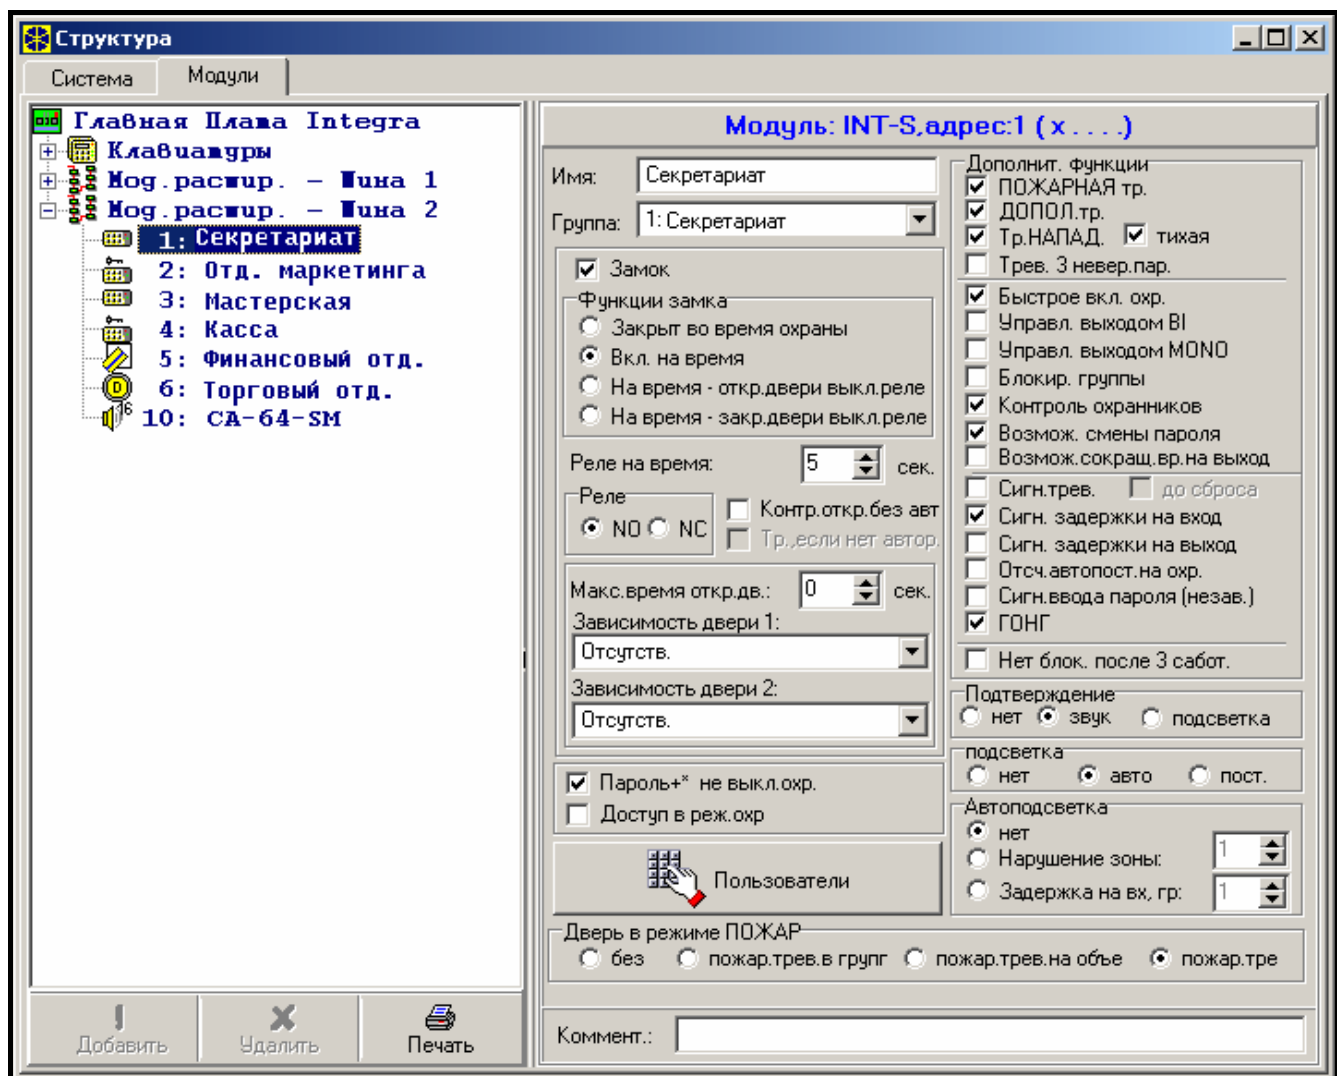 Структура
Система Модули
Главная Плата Integra
Клавиатуры
Мод.расшир. - Шина 1
Мод.расшир. - Шина 2
1: Секретариат
2: Отд. маркетинга
3: Мастерская
4: Касса
5: Финансовый отд.
6: Торговый отд.
10: CA-64-SM
Добавить Удалить Печать
Модуль: INT-S,адрес:1 ( x . . . .)
Имя: Секретариат
Группа: 1: Секретариат
Замок
Функции замка
Закрыт во время охраны
Вкл. на время
На время - откр.двери выкл.реле
На время - закр.двери выкл.реле
Реле на время: 5 сек.
Реле
NO NC
Контр.откр.без авт
Тр.,если нет автор.
Макс.время откр.дв.: 0 сек.
Зависимость двери 1:
Отсутств.
Зависимость двери 2:
Отсутств.
Пароль+* не выкл.охр.
Доступ в реж.охр
Пользователи
Дополнит. функции
ПОЖАРНАЯ тр.
ДОПОЛ.тр.
Тр.НАПАД. тихая
Трев. 3 невер.пар.
Быстрое вкл. охр.
Управл. выходом BI
Управл. выходом MONO
Блокир. группы
Контроль охранников
Возмож. смены пароля
Возмож.сокращ.вр.на выход
Сигн.трев. до сброса
Сигн. задержки на вход
Сигн. задержки на выход
Отсч.автопост.на охр.
Сигн.ввода пароля (незав.)
ГОНГ
Нет блок. после 3 сабот.
Подтверждение
нет звук подсветка
подсветка
нет авто пост.
Автоподсветка
нет
Нарушение зоны: 1
Задержка на вх, гр: 1
Дверь в режиме ПОЖАР
без пожар.трев.в групг пожар.трев.на объе пожар.тре
Коммент.: